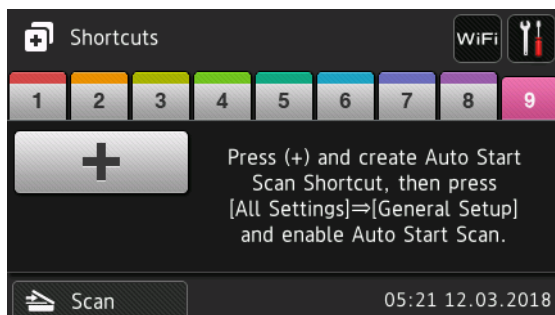 Shortcuts
WiFi
1 2 3 4 5 6 7 8 9
Press (+) and create Auto Start
Scan Shortcut, then press
[All Settings]⇒[General Setup]
and enable Auto Start Scan.
Scan
05:21 12.03.2018